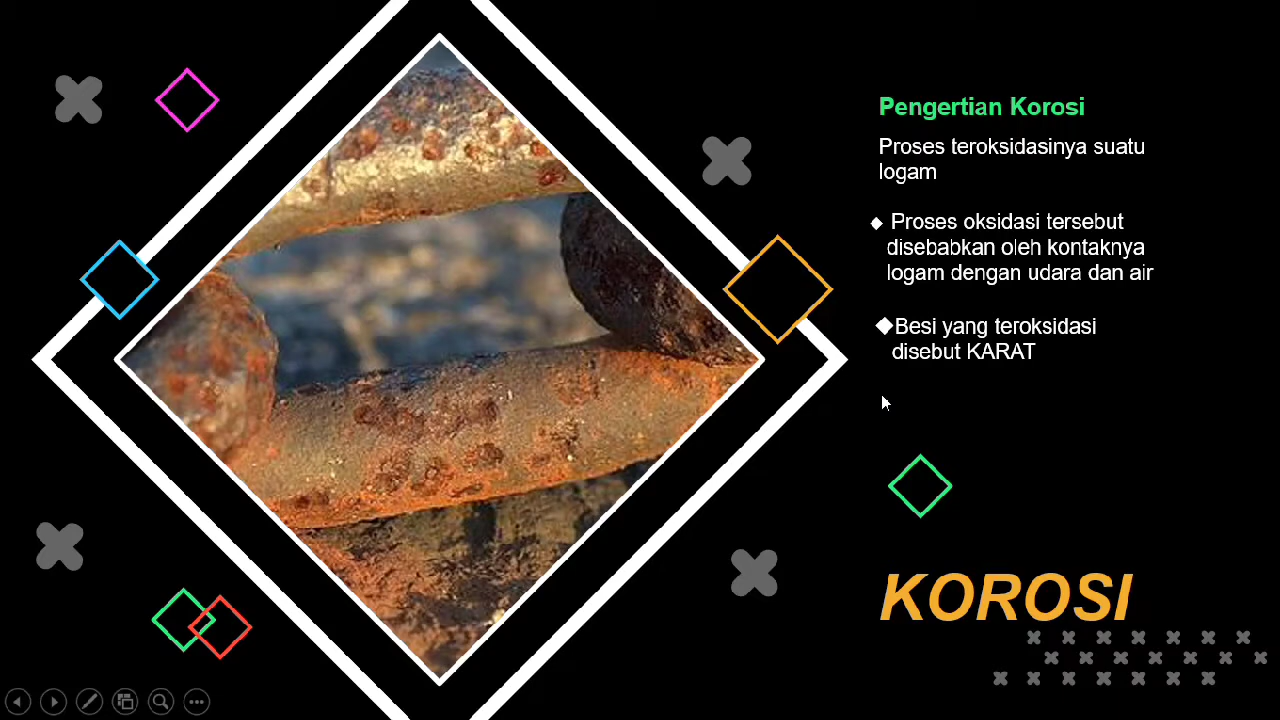 Pengertian Korosi
Proses teroksidasinya suatu
logam
Proses oksidasi tersebut
disebabkan oleh kontaknya
logam dengan udara dan air
Besi yang teroksidasi
disebut KARAT
KOROSI